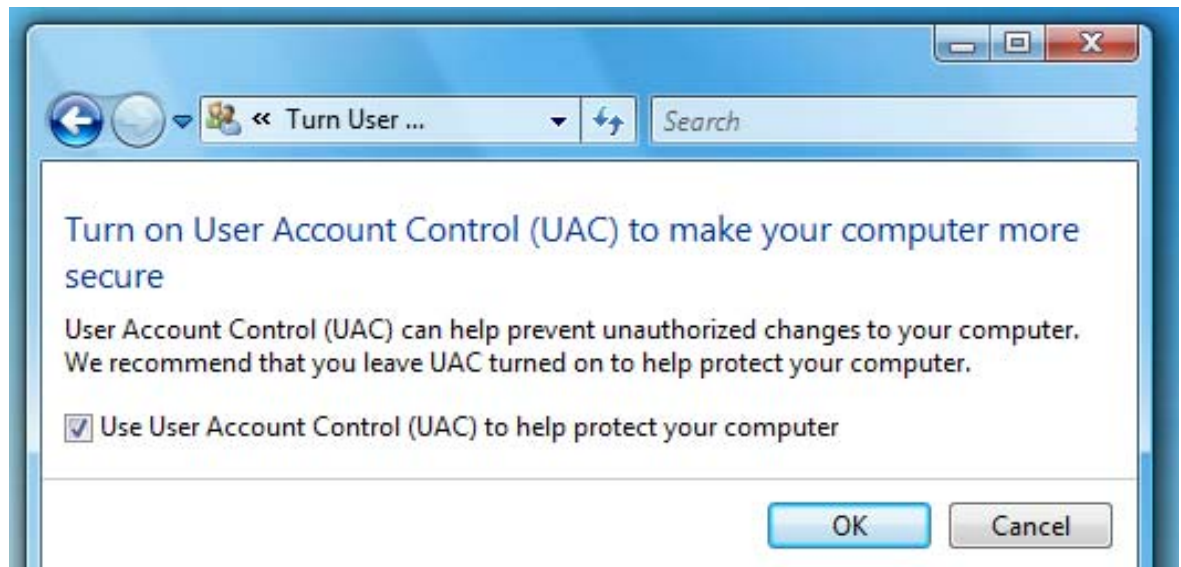 « Turn User ...
Search
Turn on User Account Control (UAC) to make your computer more
secure
User Account Control (UAC) can help prevent unauthorized changes to your computer.
We recommend that you leave UAC turned on to help protect your computer.
Use User Account Control (UAC) to help protect your computer
OK Cancel